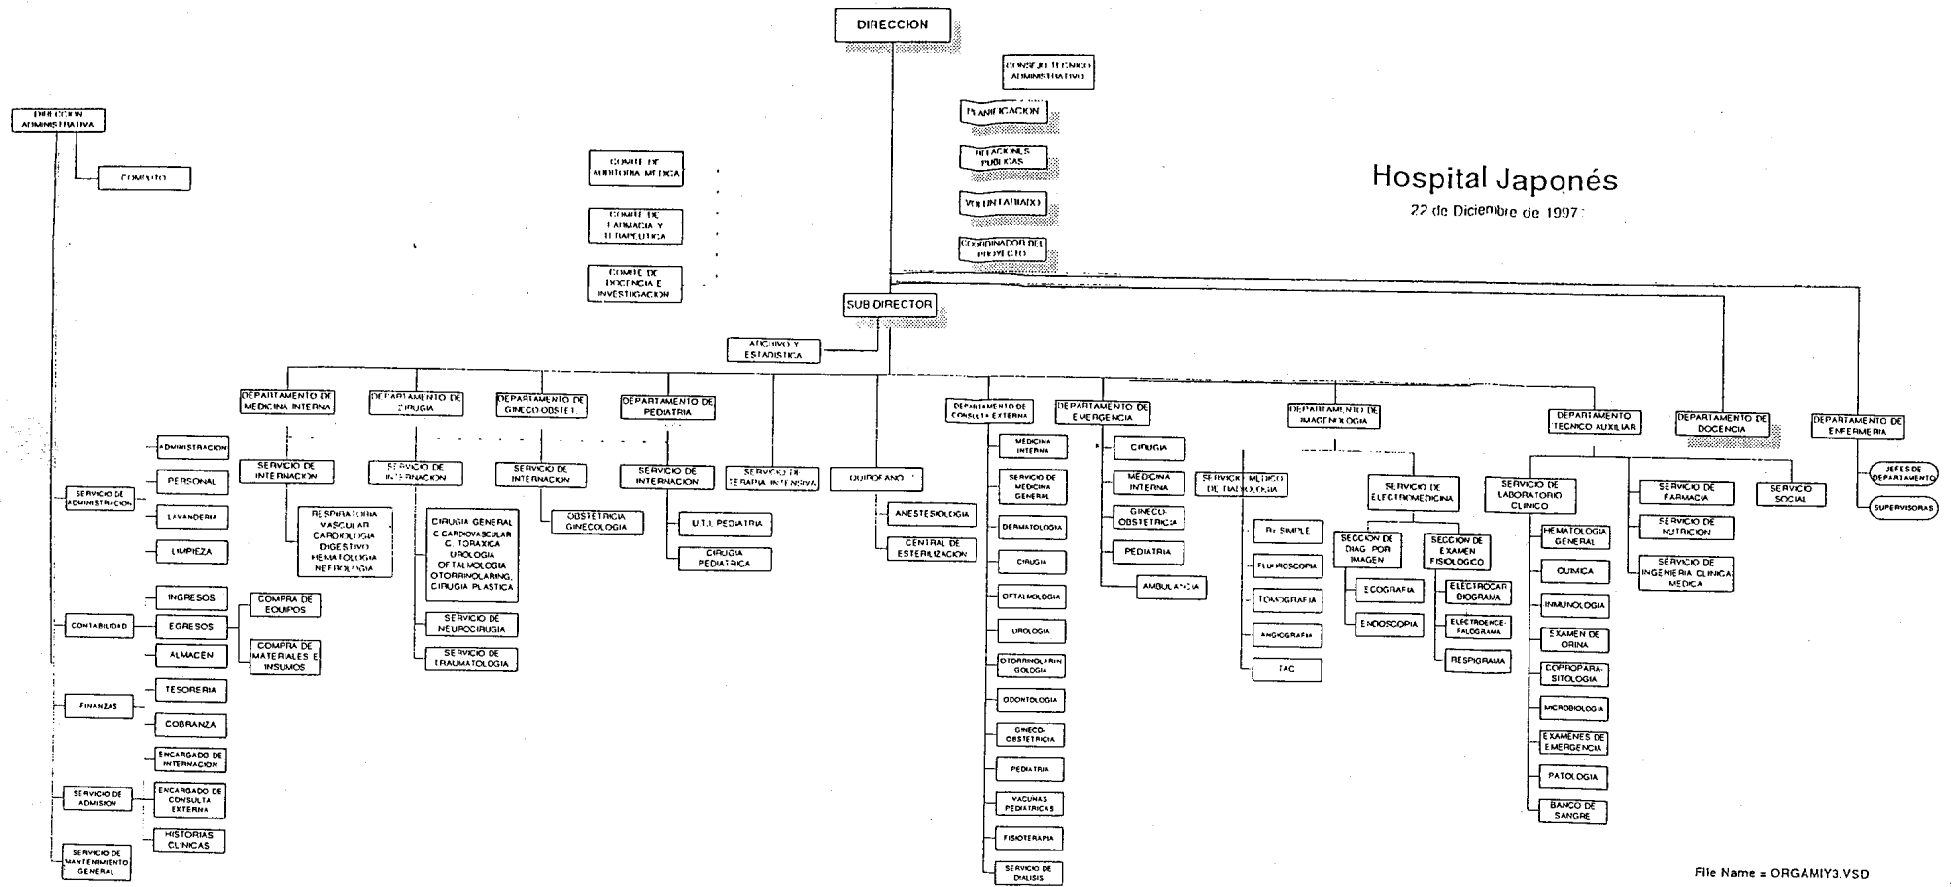 DIRECCION
CONSEJO TECNICO
ADMINISTRATIVO
PLANIFICACION
RELACIONES
PUBLICAS
VOLUNTARIADO
COORDINADOR DEL
PROYECTO
Hospital Japonés
22 de Diciembre de 1997
DIRECCION
ADMINISTRATIVA
COMPUTO
COMITE DE
AUDITORIA MEDICA
COMITE DE
FARMACIA Y
TERAPEUTICA
COMITE DE
DOCENCIA E
INVESTIGACION
SUB DIRECTOR
ARCHIVO Y
ESTADISTICA
DEPARTAMENTO DE
MEDICINA INTERNA
DEPARTAMENTO DE
CIRUGIA
DEPARTAMENTO DE
GINECO OBSTET.
DEPARTAMENTO DE
PEDIATRIA
DEPARTAMENTO DE
CONSULTA EXTERNA
DEPARTAMENTO DE
EMERGENCIA
DEPARTAMENTO DE
IMAGENOLOGIA
DEPARTAMENTO
TECNICO AUXILIAR
DEPARTAMENTO DE
DOCENCIA
DEPARTAMENTO DE
ENFERMERIA
SERVICIO DE
ADMINISTRACION
ADMINISTRACION
PERSONAL
LAVANDERIA
LIMPIEZA
CONTABILIDAD
INGRESOS
EGRESOS
ALMACEN
COMPRA DE
EQUIPOS
COMPRA DE
MATERIALES E
INSUMOS
FINANZAS
TESORERIA
COBRANZA
SERVICIO DE
ADMISION
ENCARGADO DE
INTERNACION
ENCARGADO DE
CONSULTA
EXTERNA
HISTORIAS
CLINICAS
SERVICIO DE
MANTENIMIENTO
GENERAL
SERVICIO DE
INTERNACION
RESPIRATORIA
VASCULAR
CARDIOLOGIA
DIGESTIVO
HEMATOLOGIA
NEFROLOGIA
SERVICIO DE
INTERNACION
CIRUGIA GENERAL
C CARDIOVASCULAR
C. TORAXICA
UROLOGIA
OFTALMOLOGIA
OTORRINOLARING.
CIRUGIA PLASTICA
SERVICIO DE
NEUROCIRUGIA
SERVICIO DE
TRAUMATOLOGIA
SERVICIO DE
INTERNACION
OBSTETRICIA
GINECOLOGIA
SERVICIO DE
INTERNACION
U.T.I. PEDIATRIA
CIRUGIA
PEDIATRICA
SERVICIO DE
TERAPIA INTENSIVA
QUIROFANO
ANESTESIOLOGIA
CENTRAL DE
ESTERILIZACION
MEDICINA
INTERNA
SERVICIO DE
MEDICINA
GENERAL
DERMATOLOGIA
CIRUGIA
OFTALMOLOGIA
UROLOGIA
OTORRINOLARIN
GOLOGIA
ODONTOLOGIA
GINECO-
OBSTETRICIA
PEDIATRIA
VACUNAS
PEDIATRICAS
FISIOTERAPIA
SERVICIO DE
DIALISIS
CIRUGIA
MEDICINA
INTERNA
GINECO-
OBSTETRICIA
PEDIATRIA
AMBULANCIA
SERVICIO MEDICO
DE RADIOLOGIA
Rx SIMPLE
FLUOROSCOPIA
TOMOGRAFIA
ANGIOGRAFIA
TAC
SERVICIO DE
ELECTROMEDICINA
SECCION DE
DIAG. POR
IMAGEN
ECOGRAFIA
ENDOSCOPIA
SECCION DE
EXAMEN
FISIOLOGICO
ELECTROCAR
DIOGRAMA
ELECTROENCE-
FALOGRAMA
RESPIGRAMA
SERVICIO DE
LABORATORIO
CLINICO
HEMATOLOGIA
GENERAL
QUIMICA
INMUNOLOGIA
EXAMEN DE
ORINA
COPROPARA-
SITOLOGIA
MICROBIOLOGIA
EXAMENES DE
EMERGENCIA
PATOLOGIA
BANCO DE
SANGRE
SERVICIO DE
FARMACIA
SERVICIO DE
NUTRICION
SERVICIO DE
INGENIERIA CLINICA
MEDICA
SERVICIO
SOCIAL
JEFES DE
DEPARTAMENTO
SUPERVISORAS
File Name = ORGAMIY3.VSD